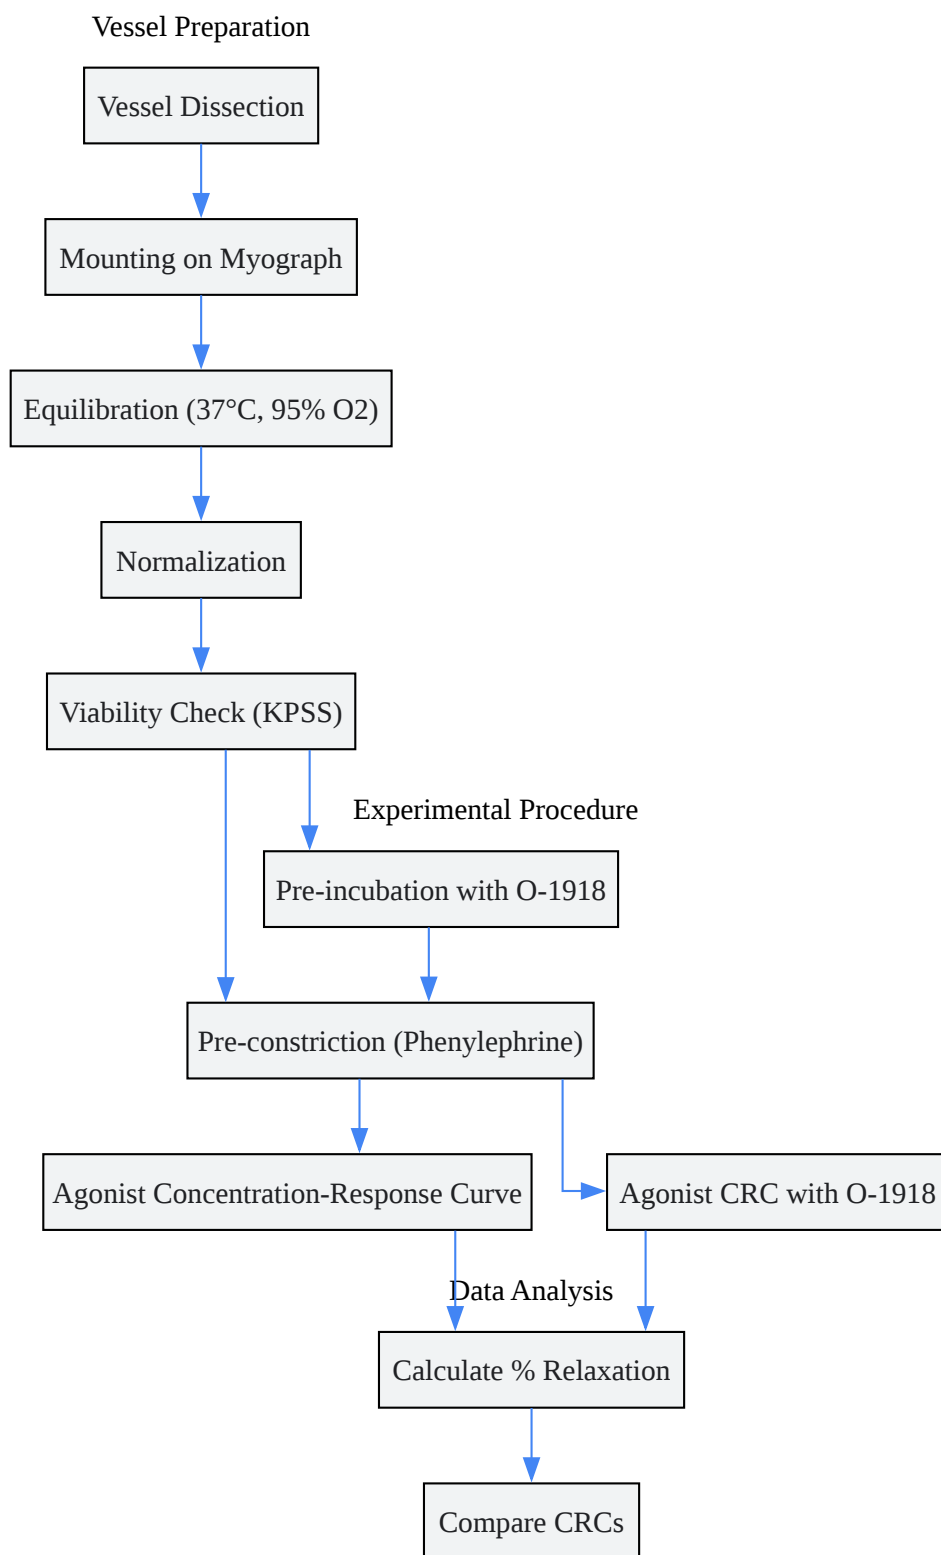 Vessel Preparation
Vessel Dissection
Mounting on Myograph
Equilibration (37°C, 95% O2)
Normalization
Viability Check (KPSS)
Experimental Procedure
Pre-incubation with O-1918
Pre-constriction (Phenylephrine)
Agonist Concentration-Response Curve
Agonist CRC with O-1918
Data Analysis
Calculate % Relaxation
Compare CRCs